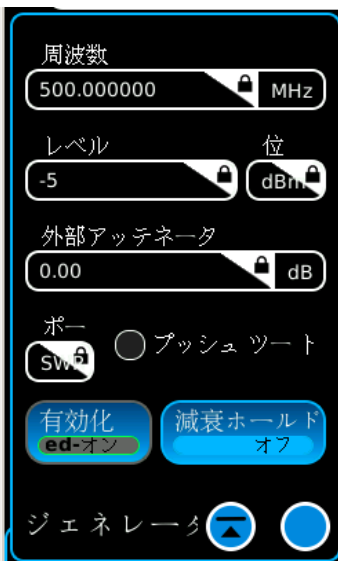 周波数
500.000000 MHz
レベル 位
-5 dBm
外部アッテネータ
0.00 dB
ポー
SWR プッシュ ツート
有効化 減衰ホールド
ed-オン オフ
ジェネレータ